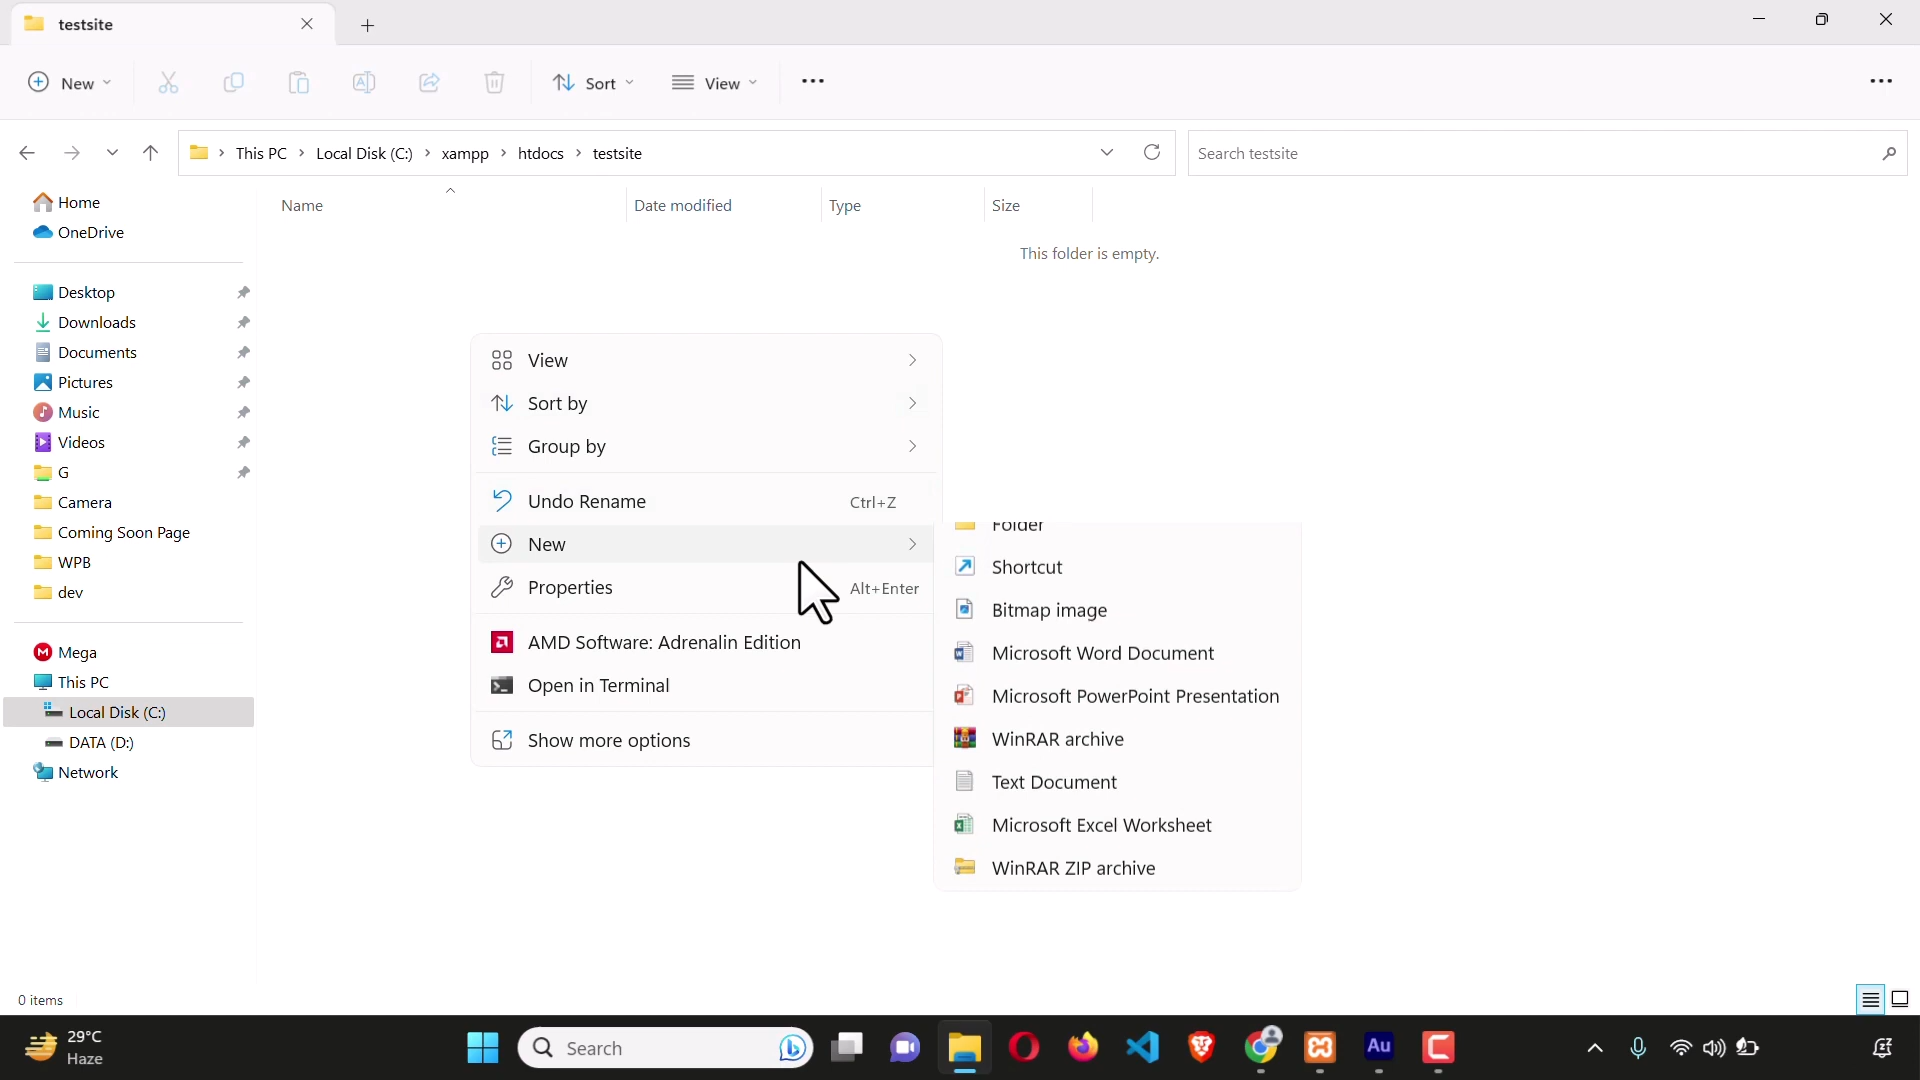 testsite
New
Sort
View
This PC
Local Disk (C:)
xampp
htdocs
testsite
Search testsite
Home
OneDrive
Name
Date modified
Type
Size
This folder is empty.
Desktop
Downloads
Documents
Pictures
Music
Videos
G
Camera
Coming Soon Page
WPB
dev
Mega
This PC
Local Disk (C:)
DATA (D:)
Network
View
Sort by
Group by
Undo Rename Ctrl+Z
New
Properties Alt+Enter
AMD Software: Adrenalin Edition
Open in Terminal
Show more options
Folder
Shortcut
Bitmap image
Microsoft Word Document
Microsoft PowerPoint Presentation
WinRAR archive
Text Document
Microsoft Excel Worksheet
WinRAR ZIP archive
0 items
29°C
Haze
Search
Au